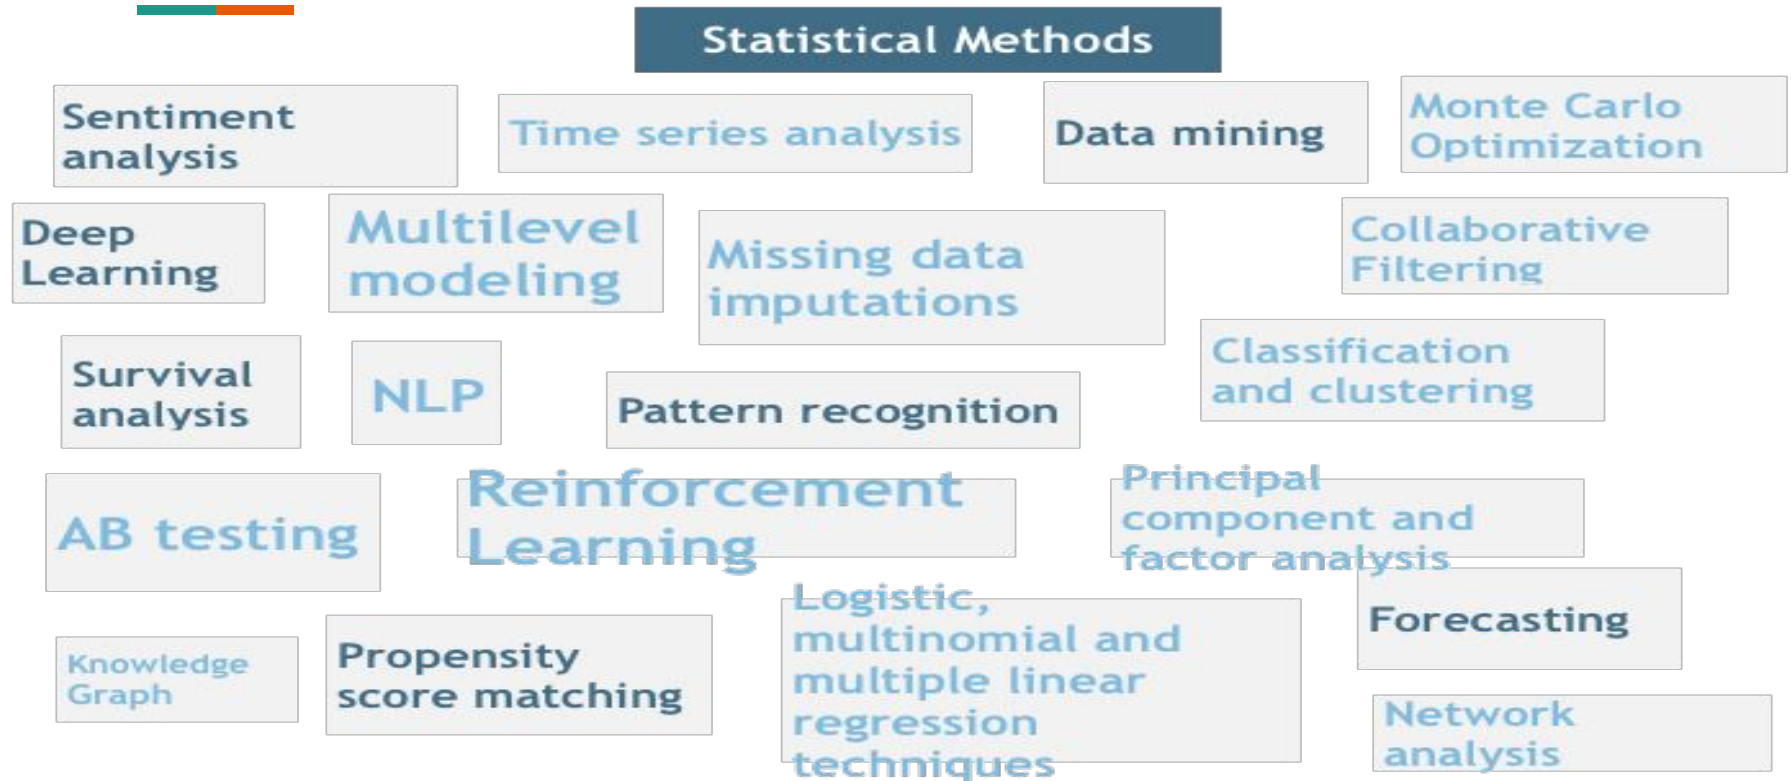 Statistical Methods
Sentiment
analysis
Time series analysis
Data mining
Monte Carlo
Optimization
Deep
Learning
Multilevel
modeling
Missing data
imputations
Collaborative
Filtering
Survival
analysis
NLP
Pattern recognition
Classification
and clustering
AB testing
Reinforcement
Learning
Principal
component and
factor analysis
Knowledge
Graph
Propensity
score matching
Logistic,
multinomial and
multiple linear
regression
techniques
Forecasting
Network
analysis